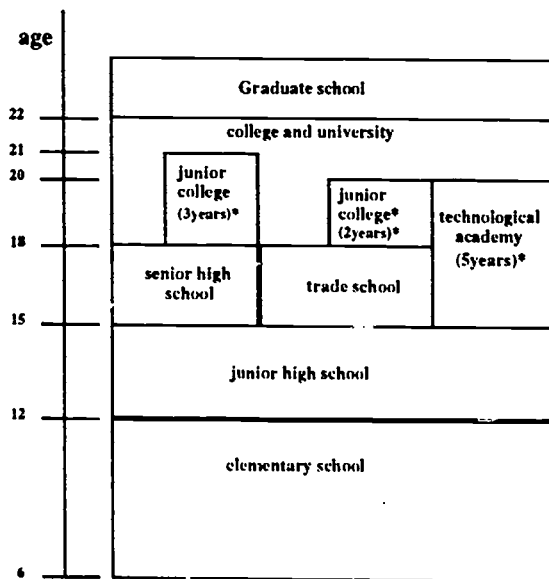 age
Graduate school
22
college and university
21
20
junior
college
(3years)*
junior
college*
(2years)*
technological
academy
(5years)*
18
senior high
school
trade school
15
junior high school
12
elementary school
6